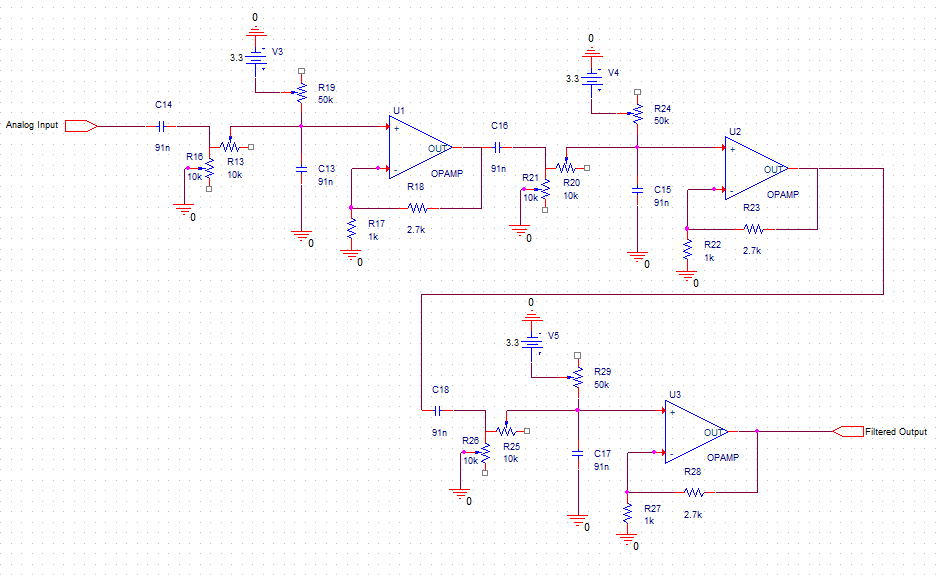 0
3.3
V3
R19
50k
C14
Analog Input
91n
R16
10k
R13
10k
0
C13
91n
0
U1
+
-
OUT
OPAMP
R18
2.7k
R17
1k
0
0
3.3
V4
R24
50k
C16
91n
R21
10k
R20
10k
0
C15
91n
0
U2
+
-
OUT
OPAMP
R23
2.7k
R22
1k
0
0
3.3
V5
R29
50k
C18
91n
R26
10k
R25
10k
0
C17
91n
0
U3
+
-
OUT
OPAMP
Filtered Output
R28
2.7k
R27
1k
0